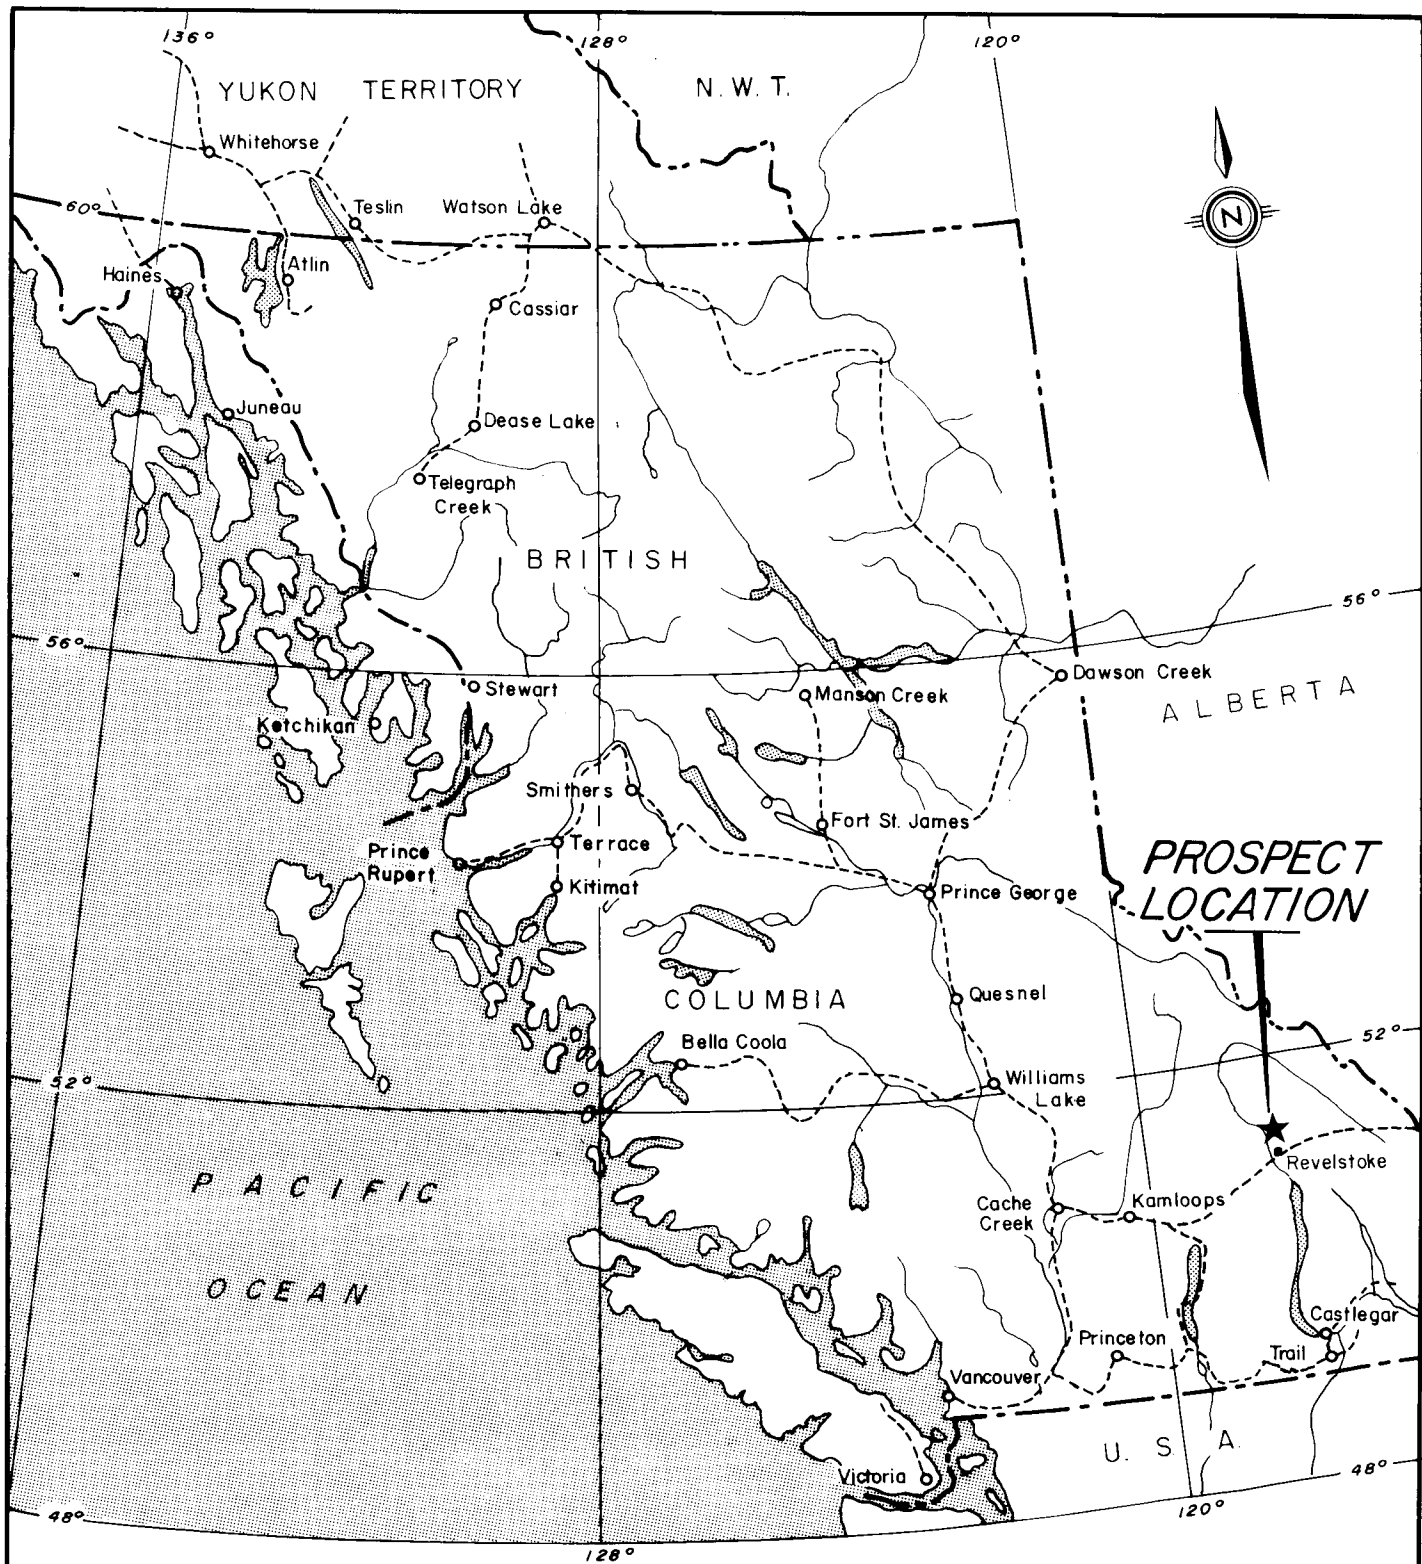 136°
128°
120°
YUKON TERRITORY
N.W.T.
Whitehorse
60°
Teslin
Watson Lake
N
Haines
Atlin
Cassiar
Juneau
Dease Lake
Telegraph
Creek
BRITISH
56°
56°
Stewart
Manson Creek
Dawson Creek
ALBERTA
Ketchikan
Smithers
Fort St. James
Terrace
Prince
Rupert
Kitimat
Prince George
PROSPECT
LOCATION
COLUMBIA
Quesnel
Bella Coola
52°
52°
Williams
Lake
PACIFIC
Revelstoke
Cache
Creek
Kamloops
OCEAN
Castlegar
Princeton
Trail
Vancouver
U. S. A.
Victoria
48°
48°
120°
128°